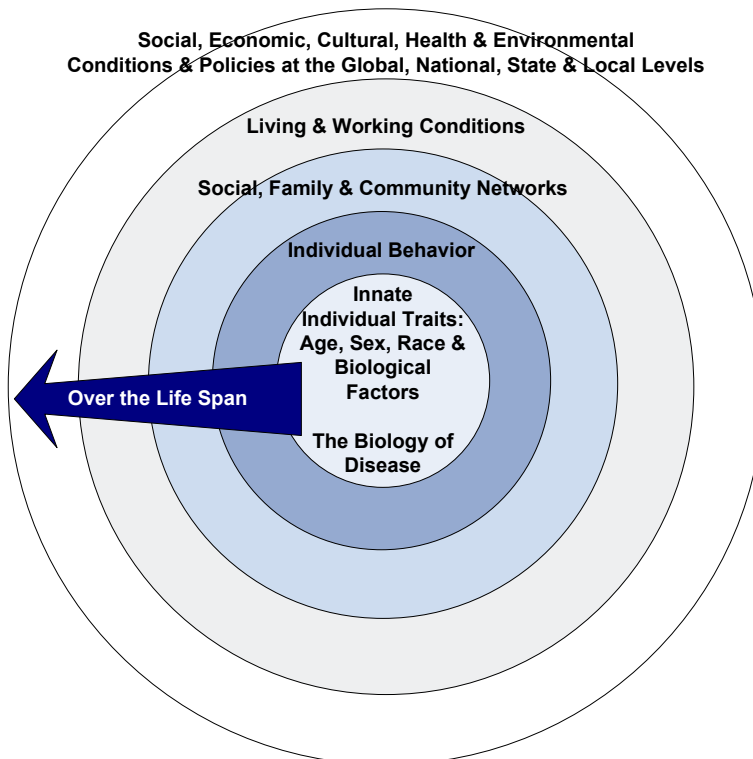 Social, Economic, Cultural, Health & Environmental
Conditions & Policies at the Global, National, State & Local Levels
Living & Working Conditions
Social, Family & Community Networks
Individual Behavior
Innate
Individual Traits:
Age, Sex, Race &
Biological
Factors
The Biology of
Disease
Over the Life Span